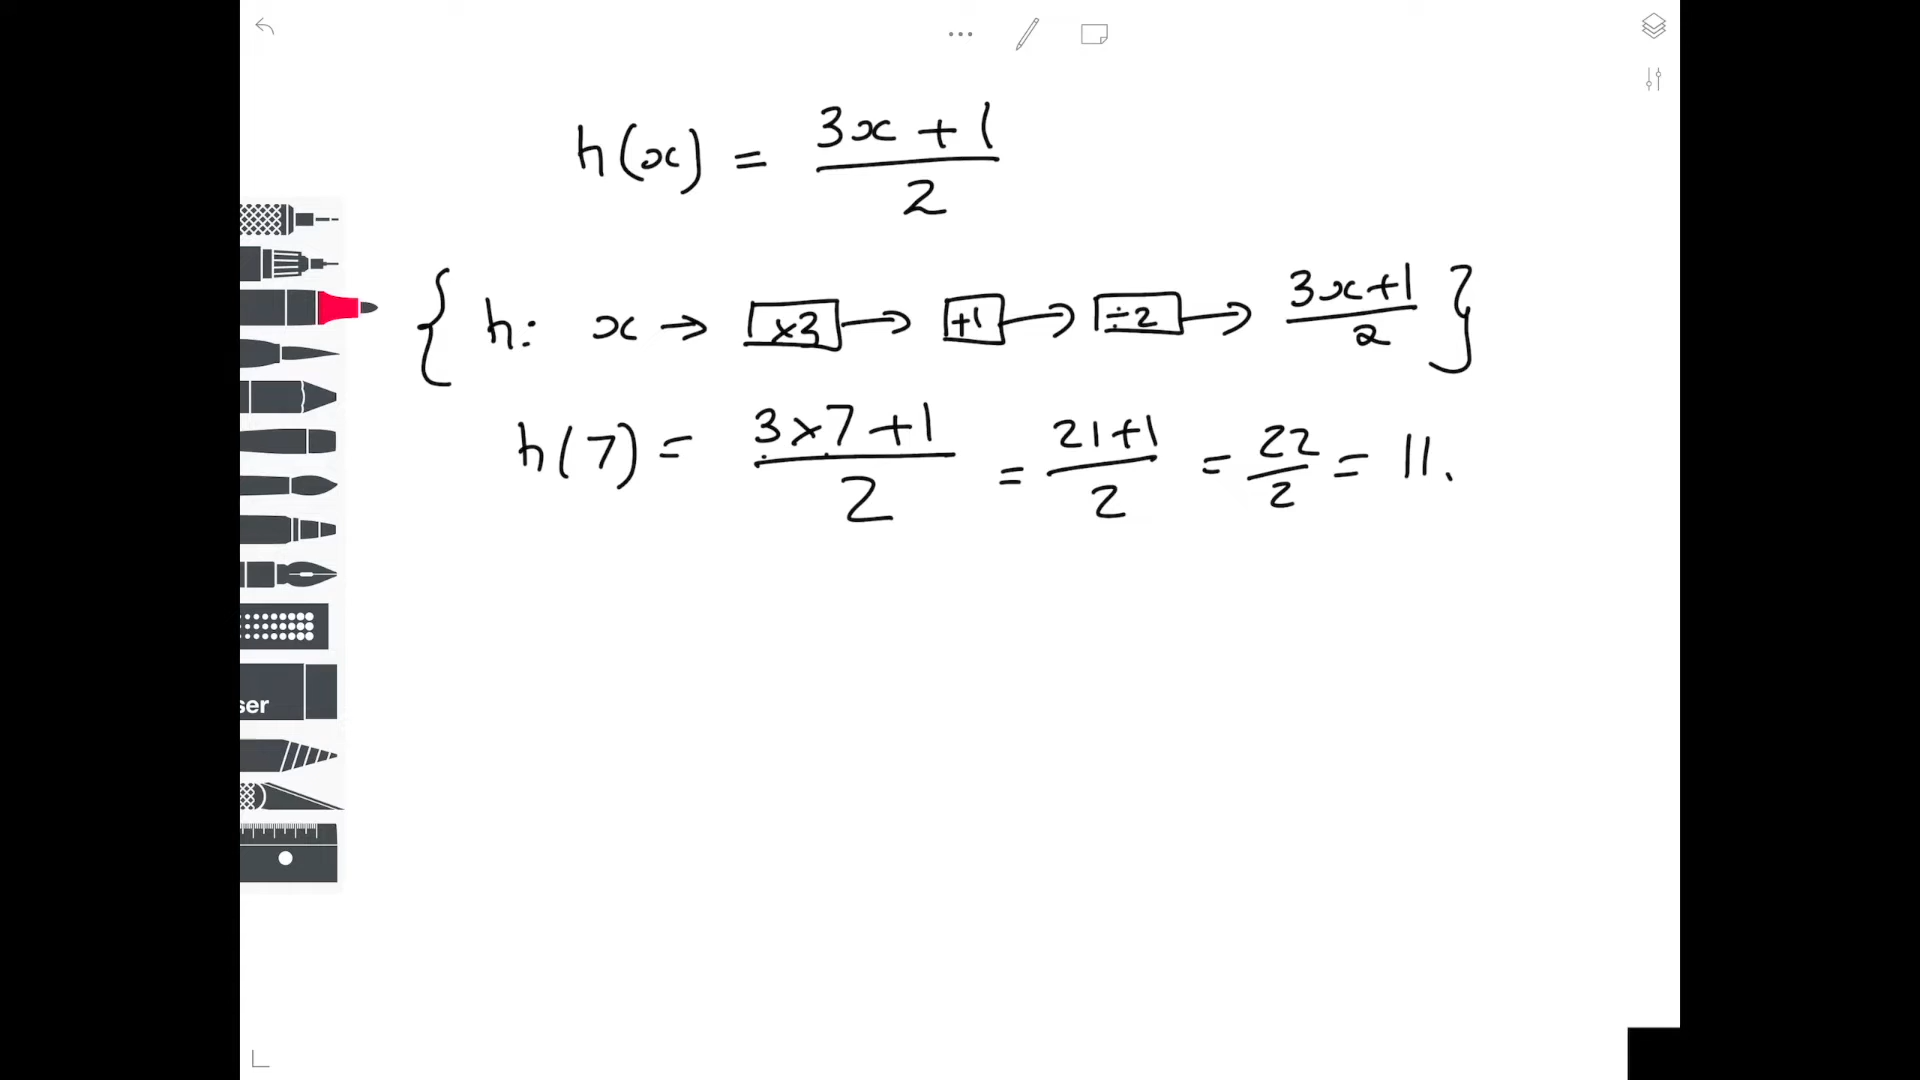 h(x) = (3x + 1)/2
{ h: x → [×3] → [+1] → [÷2] → (3x+1)/2 }
h(7) = (3×7+1)/2 = (21+1)/2 = 22/2 = 11.
ser